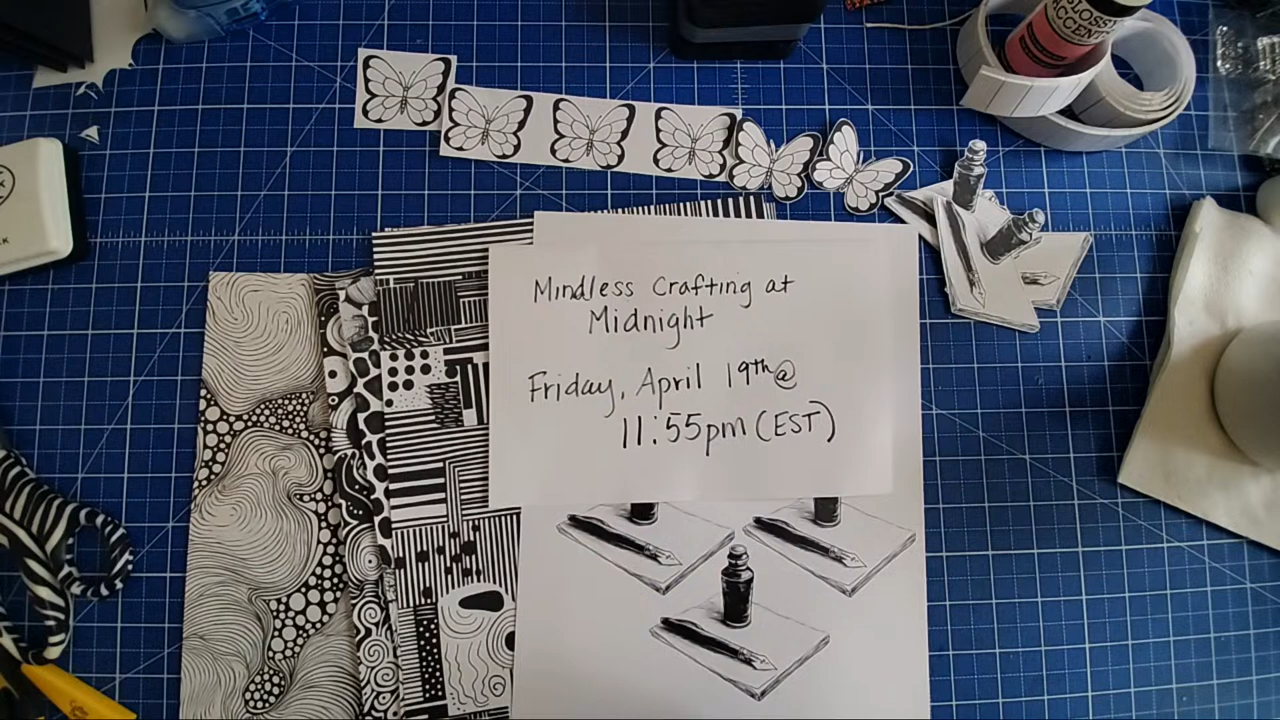 GLOSSY
ACCENTS
Mindless Crafting at
Midnight
Friday, April 19th @
11:55pm (EST)